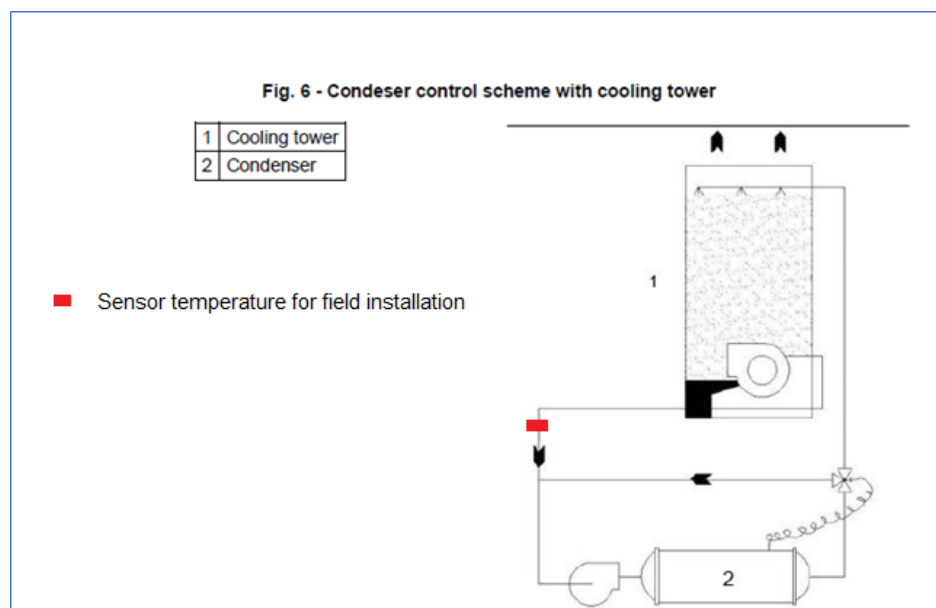 Fig. 6 - Condeser control scheme with cooling tower
1 Cooling tower
2 Condenser
1
Sensor temperature for field installation
2